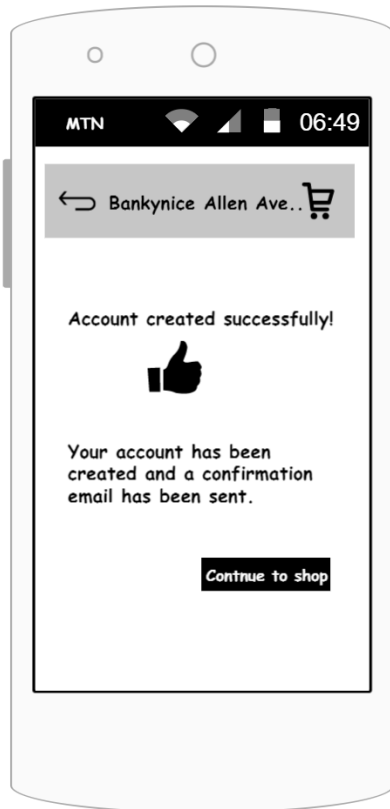 MTN 06:49
Bankynice Allen Ave..
Account created successfully!
Your account has been
created and a confirmation
email has been sent.
Contnue to shop